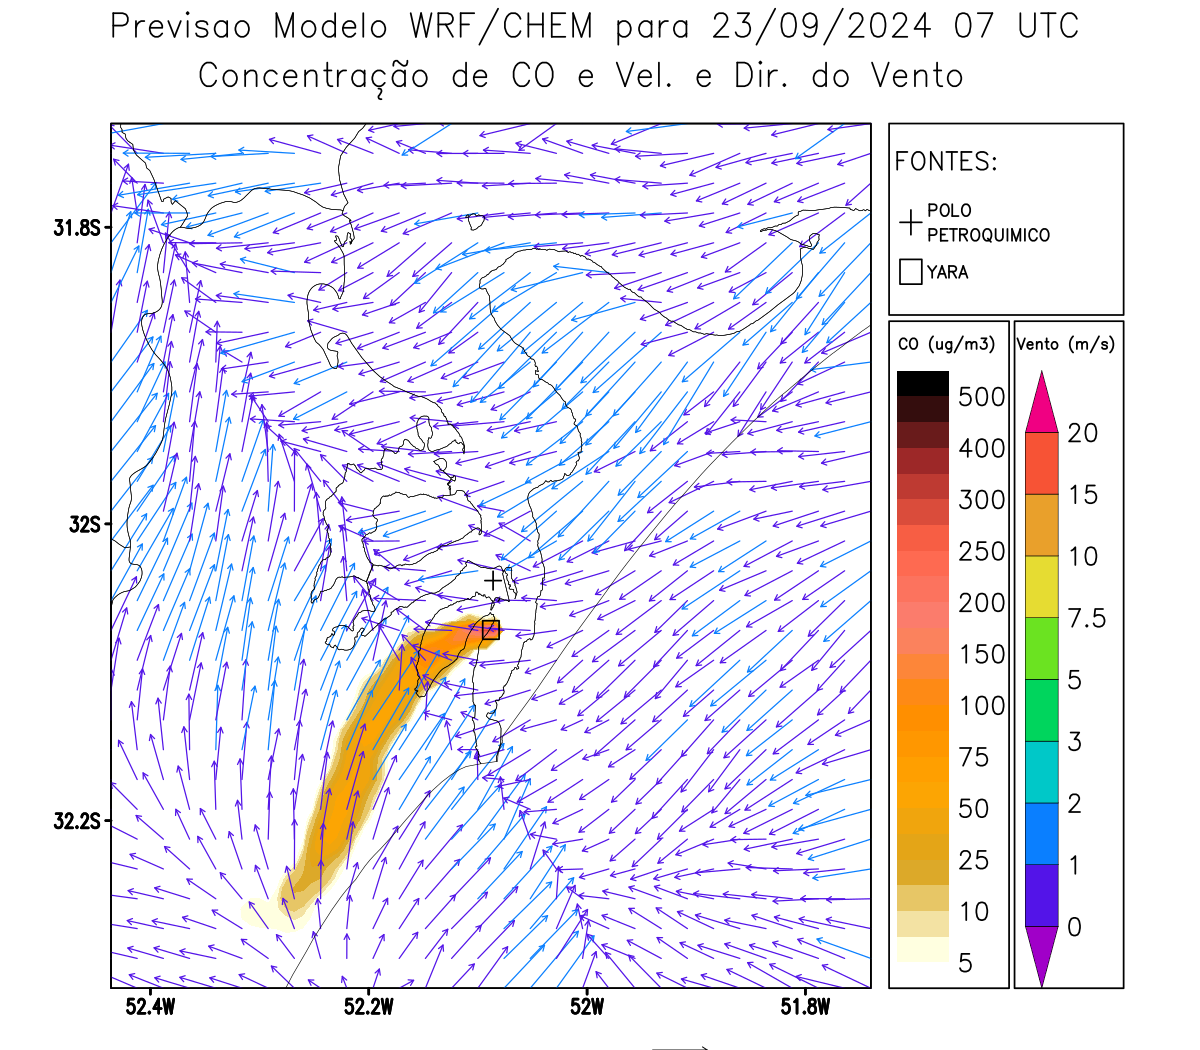 Previsao Modelo WRF/CHEM para 23/09/2024 07 UTC
Concentração de CO e Vel. e Dir. do Vento
FONTES:
POLO
PETROQUIMICO
YARA
CO (ug/m3)
500
400
300
250
200
150
100
75
50
25
10
5
Vento (m/s)
20
15
10
7.5
5
3
2
1
0
31.8S
32S
32.2S
52.4W 52.2W 52W 51.8W